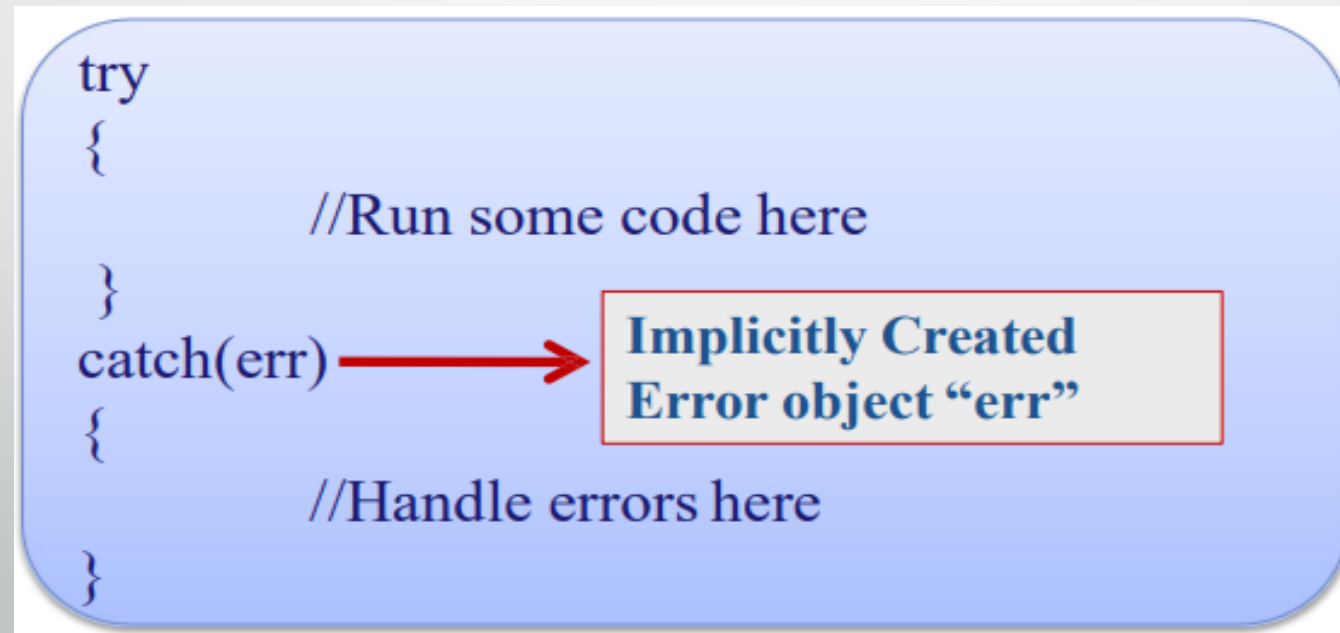 try
{
//Run some code here
}
catch(err)
Implicitly Created
Error object “err”
{
//Handle errors here
}